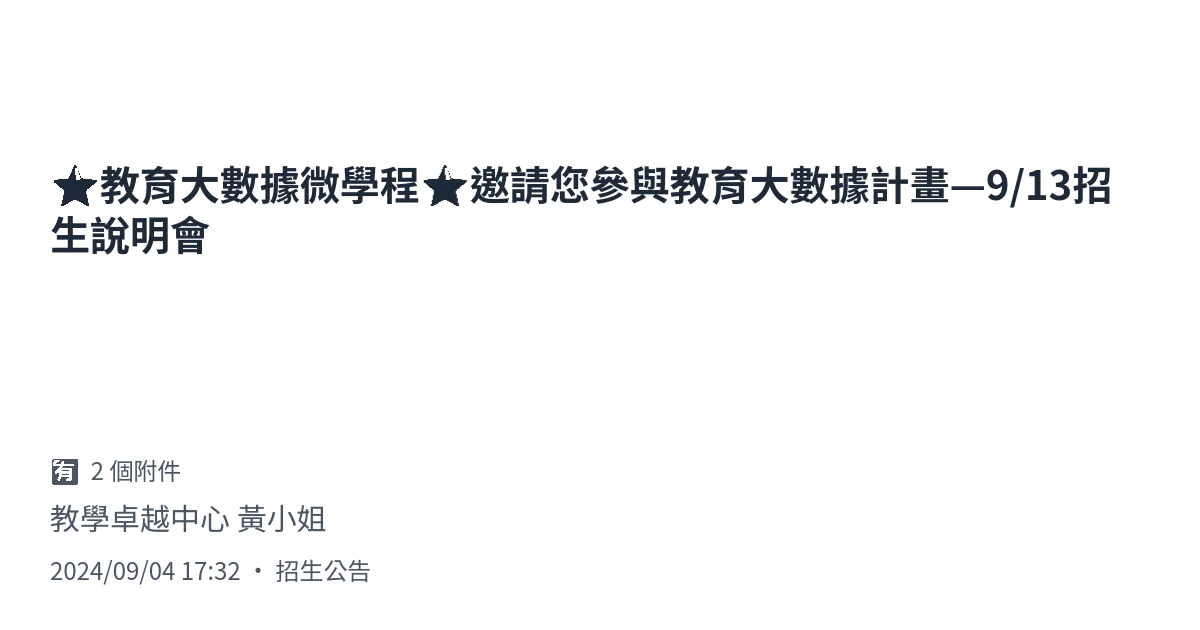 ★教育大數據微學程★邀請您參與教育大數據計畫—9/13招
生說明會
🈶 2 個附件
教學卓越中心 黃小姐
2024/09/04 17:32 • 招生公告